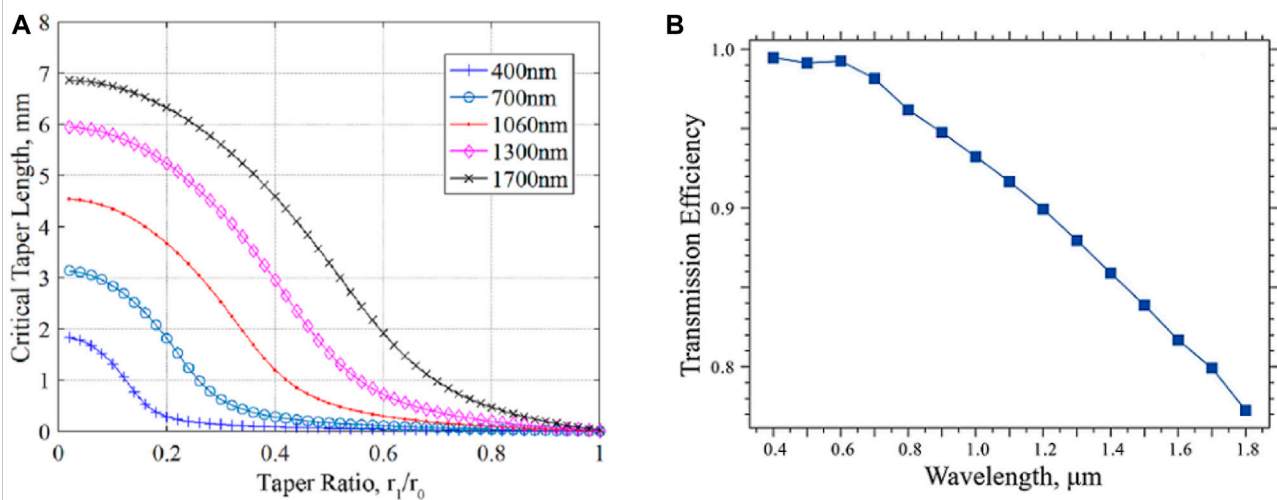 A
Critical Taper Length, mm
8
7
6
5
4
3
2
1
0
0 0.2 0.4 0.6 0.8 1
Taper Ratio, r₁/r₀
400nm
700nm
1060nm
1300nm
1700nm
B
Transmission Efficiency
1.0
0.9
0.8
0.4 0.6 0.8 1.0 1.2 1.4 1.6 1.8
Wavelength, μm